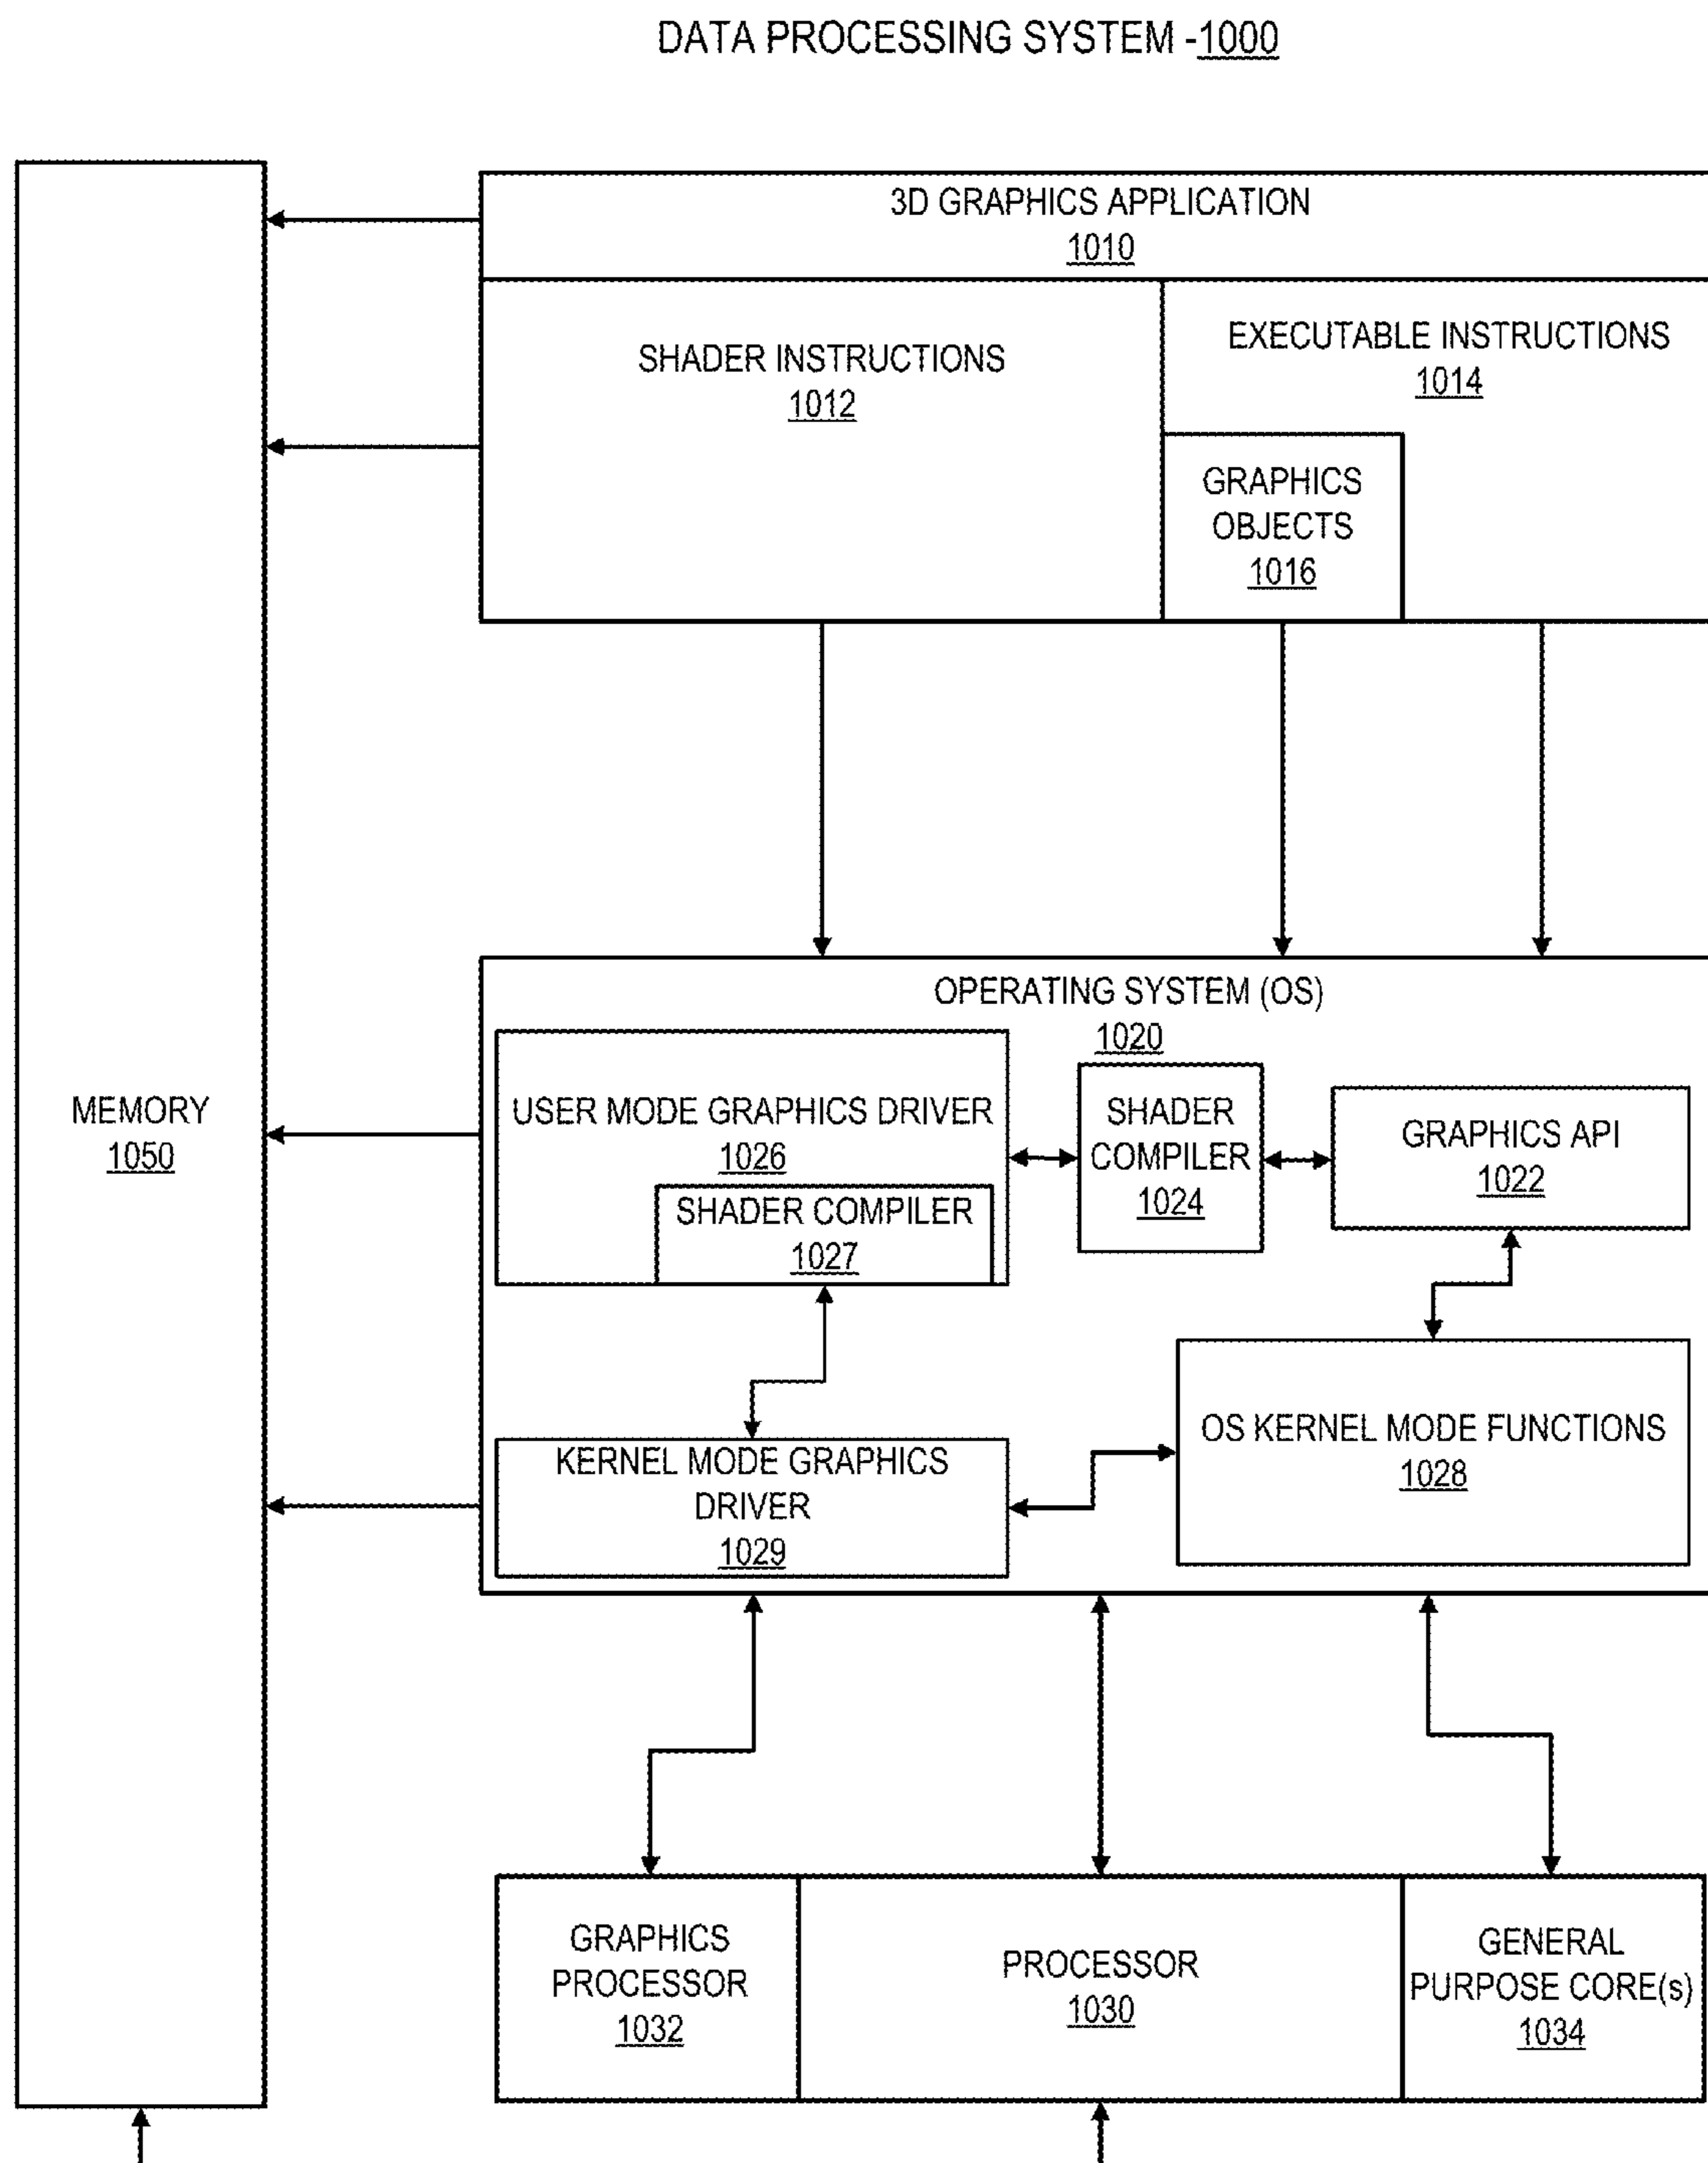 DATA PROCESSING SYSTEM -1000
3D GRAPHICS APPLICATION
1010
SHADER INSTRUCTIONS
1012
EXECUTABLE INSTRUCTIONS
1014
GRAPHICS
OBJECTS
1016
MEMORY
1050
OPERATING SYSTEM (OS)
1020
USER MODE GRAPHICS DRIVER
1026
SHADER COMPILER
1027
SHADER
COMPILER
1024
GRAPHICS API
1022
KERNEL MODE GRAPHICS
DRIVER
1029
OS KERNEL MODE FUNCTIONS
1028
GRAPHICS
PROCESSOR
1032
PROCESSOR
1030
GENERAL
PURPOSE CORE(s)
1034